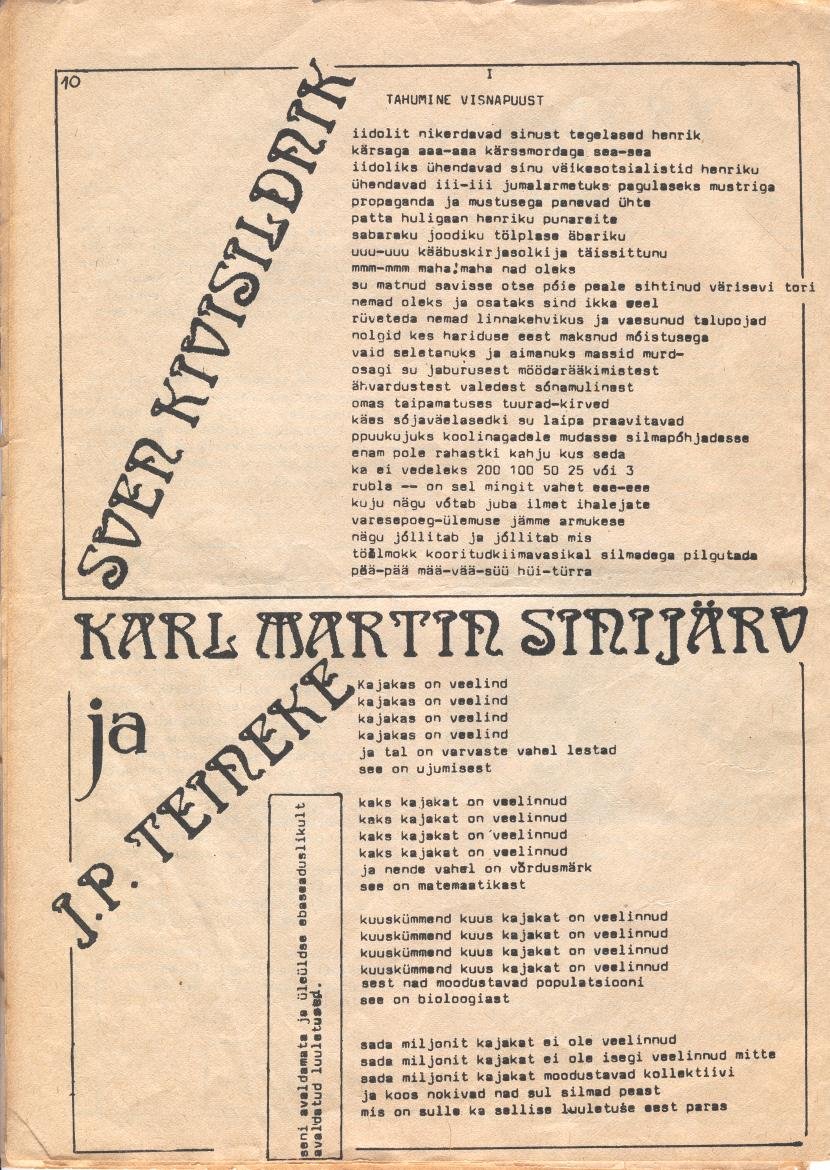 10
SVEN KIVISILDNIK
I
TAHUMINE VISNAPUUST
iidolit nikerdavad sinust tegelased henrik
kärsaga aaa-aaa kärssmordaga sea-sea
iidoliks ühendavad sinu väikesotsialistid henriku
ühendavad iii-iii jumalarmetuks pagulaseks mustriga
propaganda ja mustusega panevad ühte
patta huligaan henriku punareite
sabaraku joodiku tölplase äbariku
uuu-uuu kääbuskirjasolkija täissittunu
mmm-mmm maha!maha nad oleks
su matnud savisse otse põie peale sihtinud värisevi tori
nemad oleks ja osataks sind ikka veel
rüveteda nemad linnakehvikus ja vaesunud talupojad
nolgid kes hariduse eest maksnud mõistusega
vaid seletanuks ja aimanuks massid murd-
osagi su jaburusest möödarääkimistest
ähvardustest valedest sõnamulinast
omas taipamatuses tuurad-kirved
käes sõjaväelasedki su laipa praavitavad
ppuukujuks koolinagadele mudasse silmapõhjadesse
enam pole rahastki kahju kus seda
ka ei vedeleks 200 100 50 25 või 3
rubla -- on sel mingit vahet eee-eee
kuju nägu võtab juba ilmet ihalejate
varesepoeg-ülemuse jämme armukese
nägu jõllitab ja jõllitab mis
töllmokk kooritudkiimavasikal silmadega pilgutada
pää-pää mää-vää-süü hüi-türra
KARL MARTIN SINIJÄRV
ja
J.P. TEINEKE
seni avaldamata ja üleüldse ebaseaduslikult
avaldatud luuletused.
Kajakas on veelind
kajakas on veelind
kajakas on veelind
kajakas on veelind
ja tal on varvaste vahel lestad
see on ujumisest
kaks kajakat on veelinnud
kaks kajakat on veelinnud
kaks kajakat on veelinnud
kaks kajakat on veelinnud
ja nende vahel on võrdusmärk
see on matemaatikast
kuuskümmend kuus kajakat on veelinnud
kuuskümmend kuus kajakat on veelinnud
kuuskümmend kuus kajakat on veelinnud
kuuskümmend kuus kajakat on veelinnud
sest nad moodustavad populatsiooni
see on bioloogiast
sada miljonit kajakat ei ole veelinnud
sada miljonit kajakat ei ole isegi veelinnud mitte
sada miljonit kajakat moodustavad kollektiivi
ja koos nokivad nad sul silmad peast
mis on sulle ka sellise luuletuse eest paras